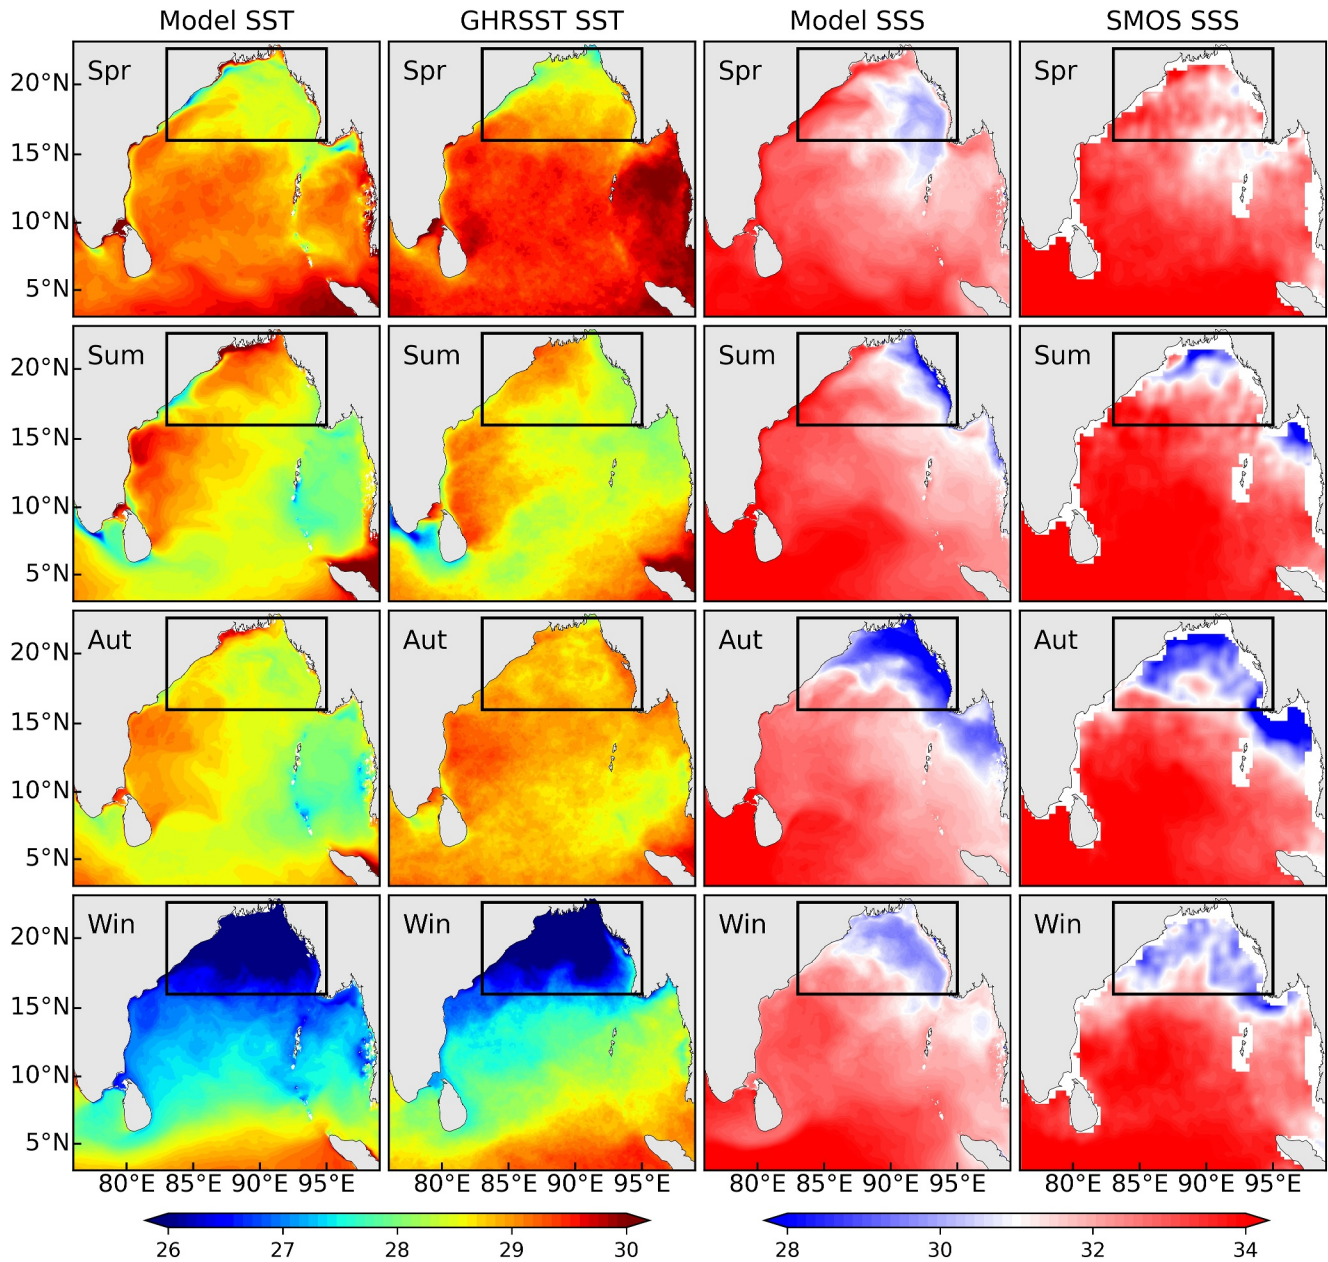 Model SST GHRSST SST Model SSS SMOS SSS
Spr Spr Spr Spr
20°N
15°N
10°N
5°N
Sum Sum Sum Sum
20°N
15°N
10°N
5°N
Aut Aut Aut Aut
20°N
15°N
10°N
5°N
Win Win Win Win
20°N
15°N
10°N
5°N
80°E 85°E 90°E 95°E 80°E 85°E 90°E 95°E 80°E 85°E 90°E 95°E 80°E 85°E 90°E 95°E
26 27 28 29 30 28 30 32 34